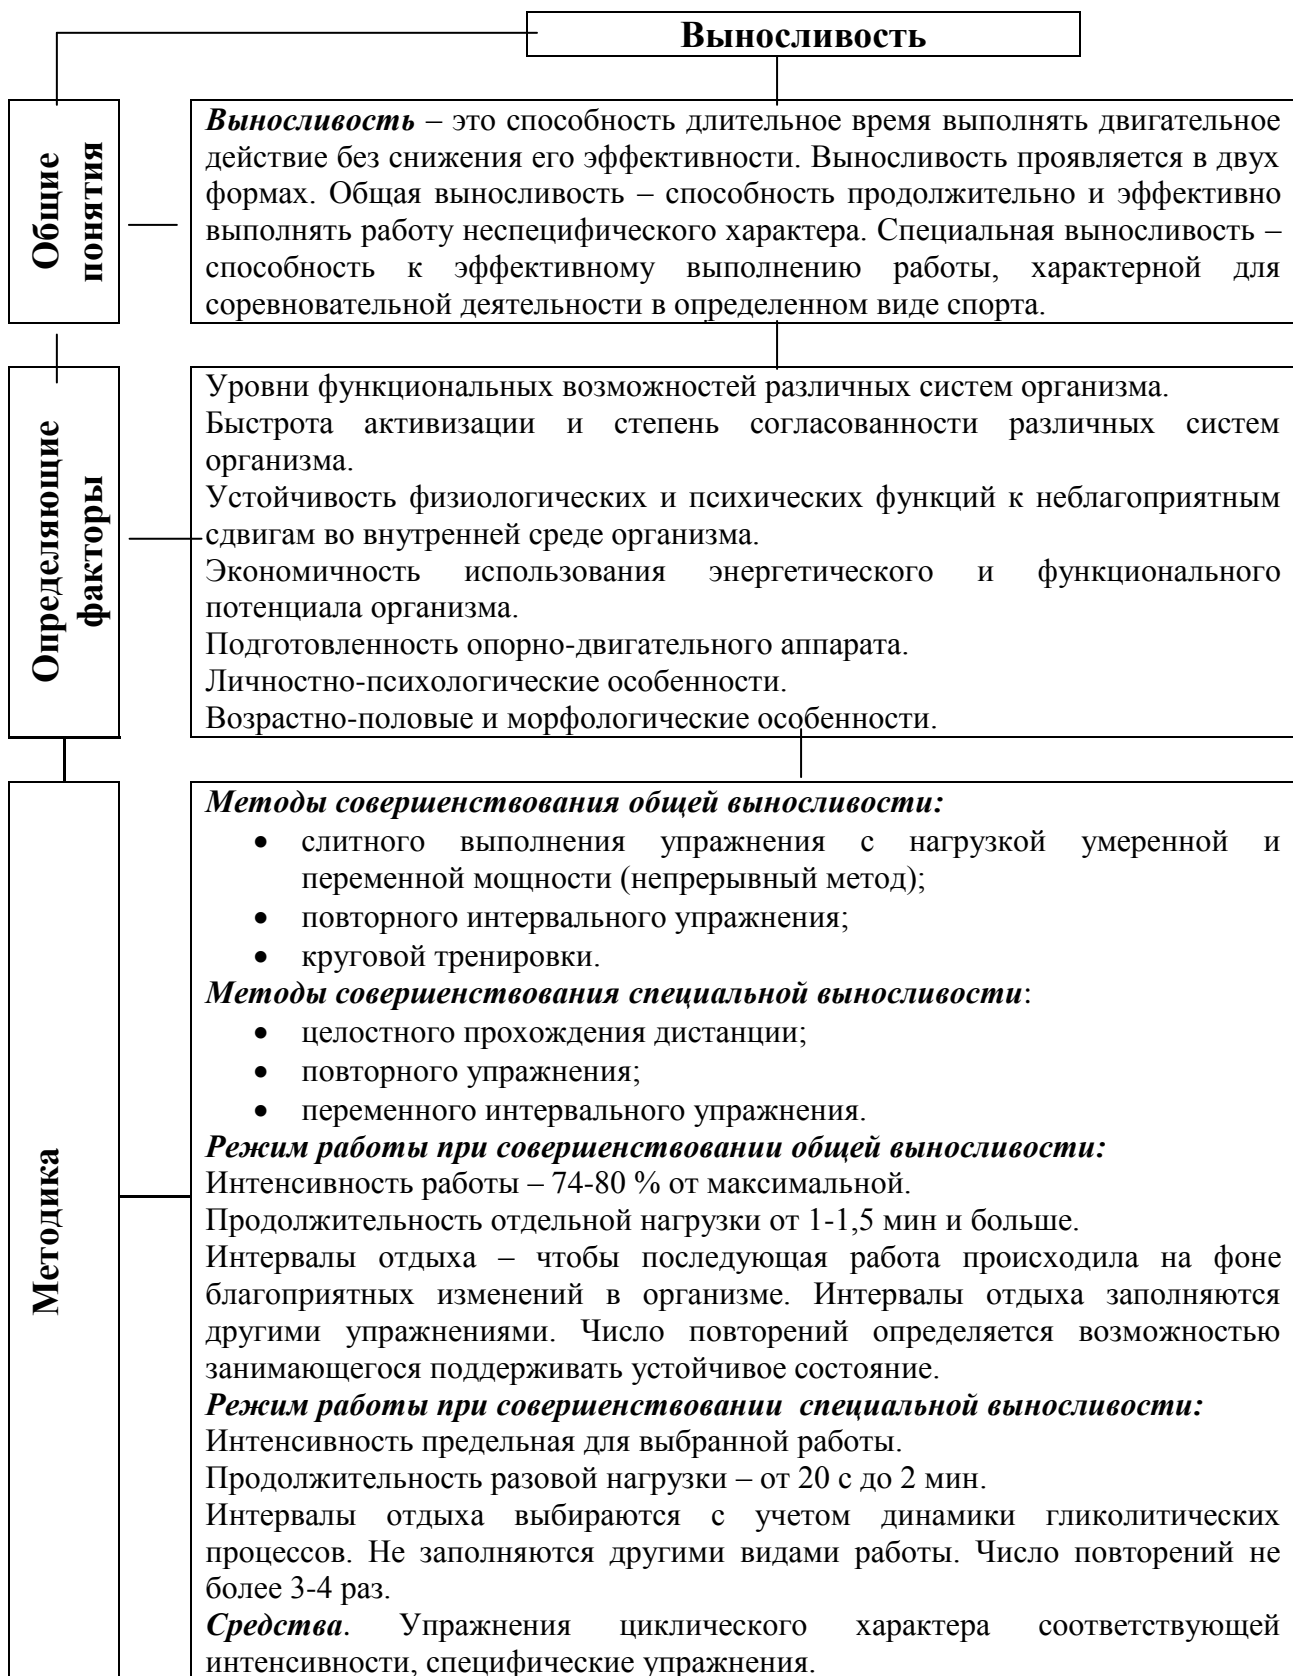 Выносливость
Общие
понятия
Выносливость – это способность длительное время выполнять двигательное
действие без снижения его эффективности. Выносливость проявляется в двух
формах. Общая выносливость – способность продолжительно и эффективно
выполнять работу неспецифического характера. Специальная выносливость –
способность к эффективному выполнению работы, характерной для
соревновательной деятельности в определенном виде спорта.
Определяющие
факторы
Уровни функциональных возможностей различных систем организма.
Быстрота активизации и степень согласованности различных систем
организма.
Устойчивость физиологических и психических функций к неблагоприятным
сдвигам во внутренней среде организма.
Экономичность использования энергетического и функционального
потенциала организма.
Подготовленность опорно-двигательного аппарата.
Личностно-психологические особенности.
Возрастно-половые и морфологические особенности.
Методика
Методы совершенствования общей выносливости:
• слитного выполнения упражнения с нагрузкой умеренной и
переменной мощности (непрерывный метод);
• повторного интервального упражнения;
• круговой тренировки.
Методы совершенствования специальной выносливости:
• целостного прохождения дистанции;
• повторного упражнения;
• переменного интервального упражнения.
Режим работы при совершенствовании общей выносливости:
Интенсивность работы – 74-80 % от максимальной.
Продолжительность отдельной нагрузки от 1-1,5 мин и больше.
Интервалы отдыха – чтобы последующая работа происходила на фоне
благоприятных изменений в организме. Интервалы отдыха заполняются
другими упражнениями. Число повторений определяется возможностью
занимающегося поддерживать устойчивое состояние.
Режим работы при совершенствовании специальной выносливости:
Интенсивность предельная для выбранной работы.
Продолжительность разовой нагрузки – от 20 с до 2 мин.
Интервалы отдыха выбираются с учетом динамики гликолитических
процессов. Не заполняются другими видами работы. Число повторений не
более 3-4 раз.
Средства. Упражнения циклического характера соответствующей
интенсивности, специфические упражнения.